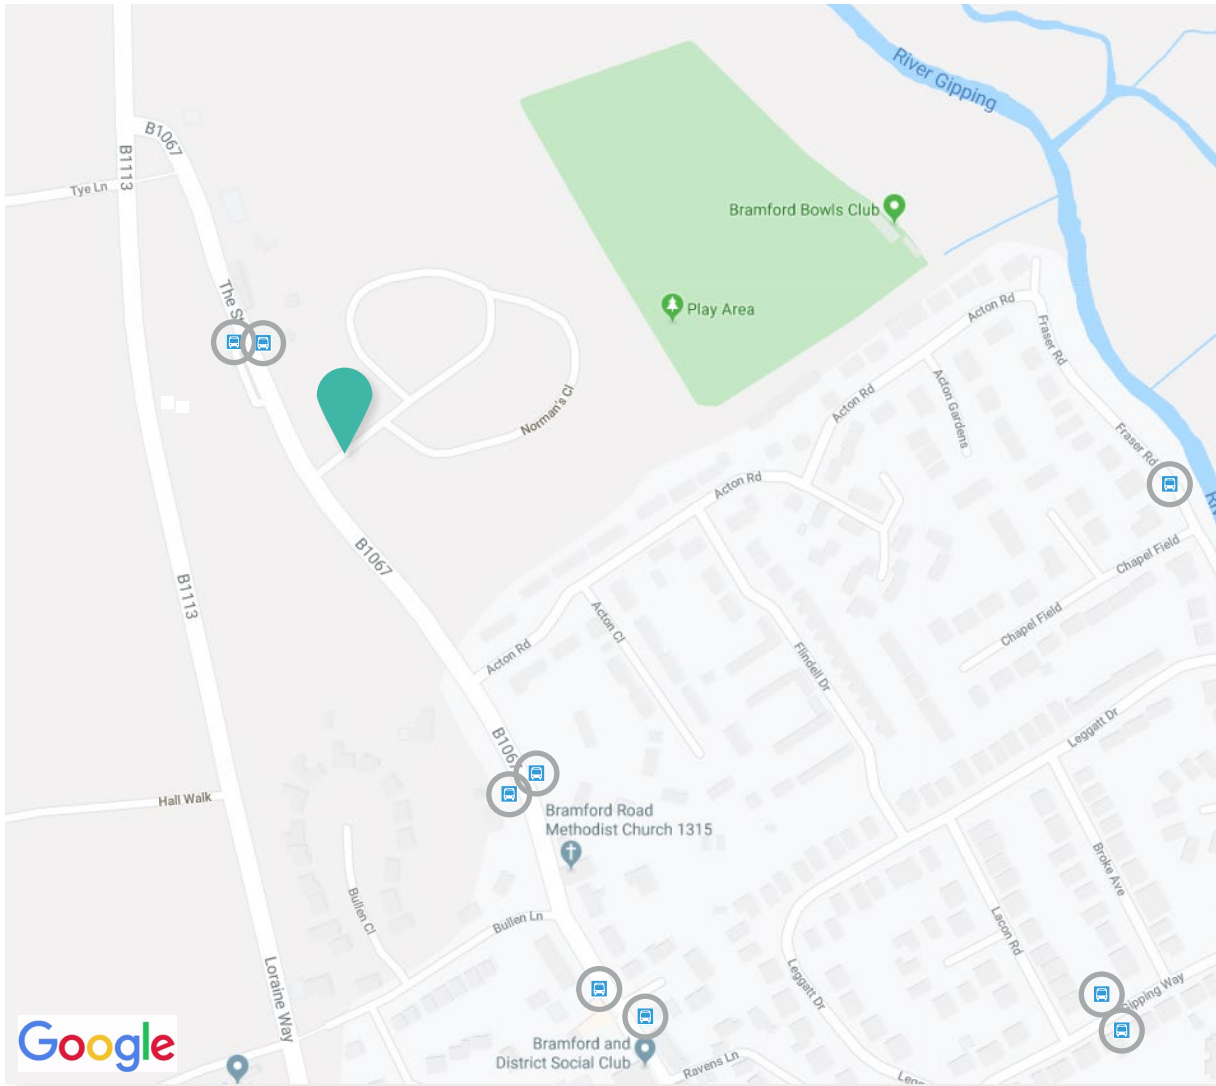 River Gipping
B1067
B1113
Tye Ln
Bramford Bowls Club
The S
Play Area
Acton Rd
Fraser Rd
Acton Gardens
Acton Rd
Norman's Cl
Fraser Rd
Acton Rd
B1067
Chapel Field
B1113
Acton Cl
Chapel Field
Acton Rd
Flindell Dr
Leggatt Dr
B1067
Hall Walk
Bramford Road
Methodist Church 1315
Broke Ave
Bullen Cl
Bullen Ln
Lacon Rd
Leggatt Dr
Loraine Way
Gipping Way
Google
Bramford and
District Social Club
Ravens Ln
Legg